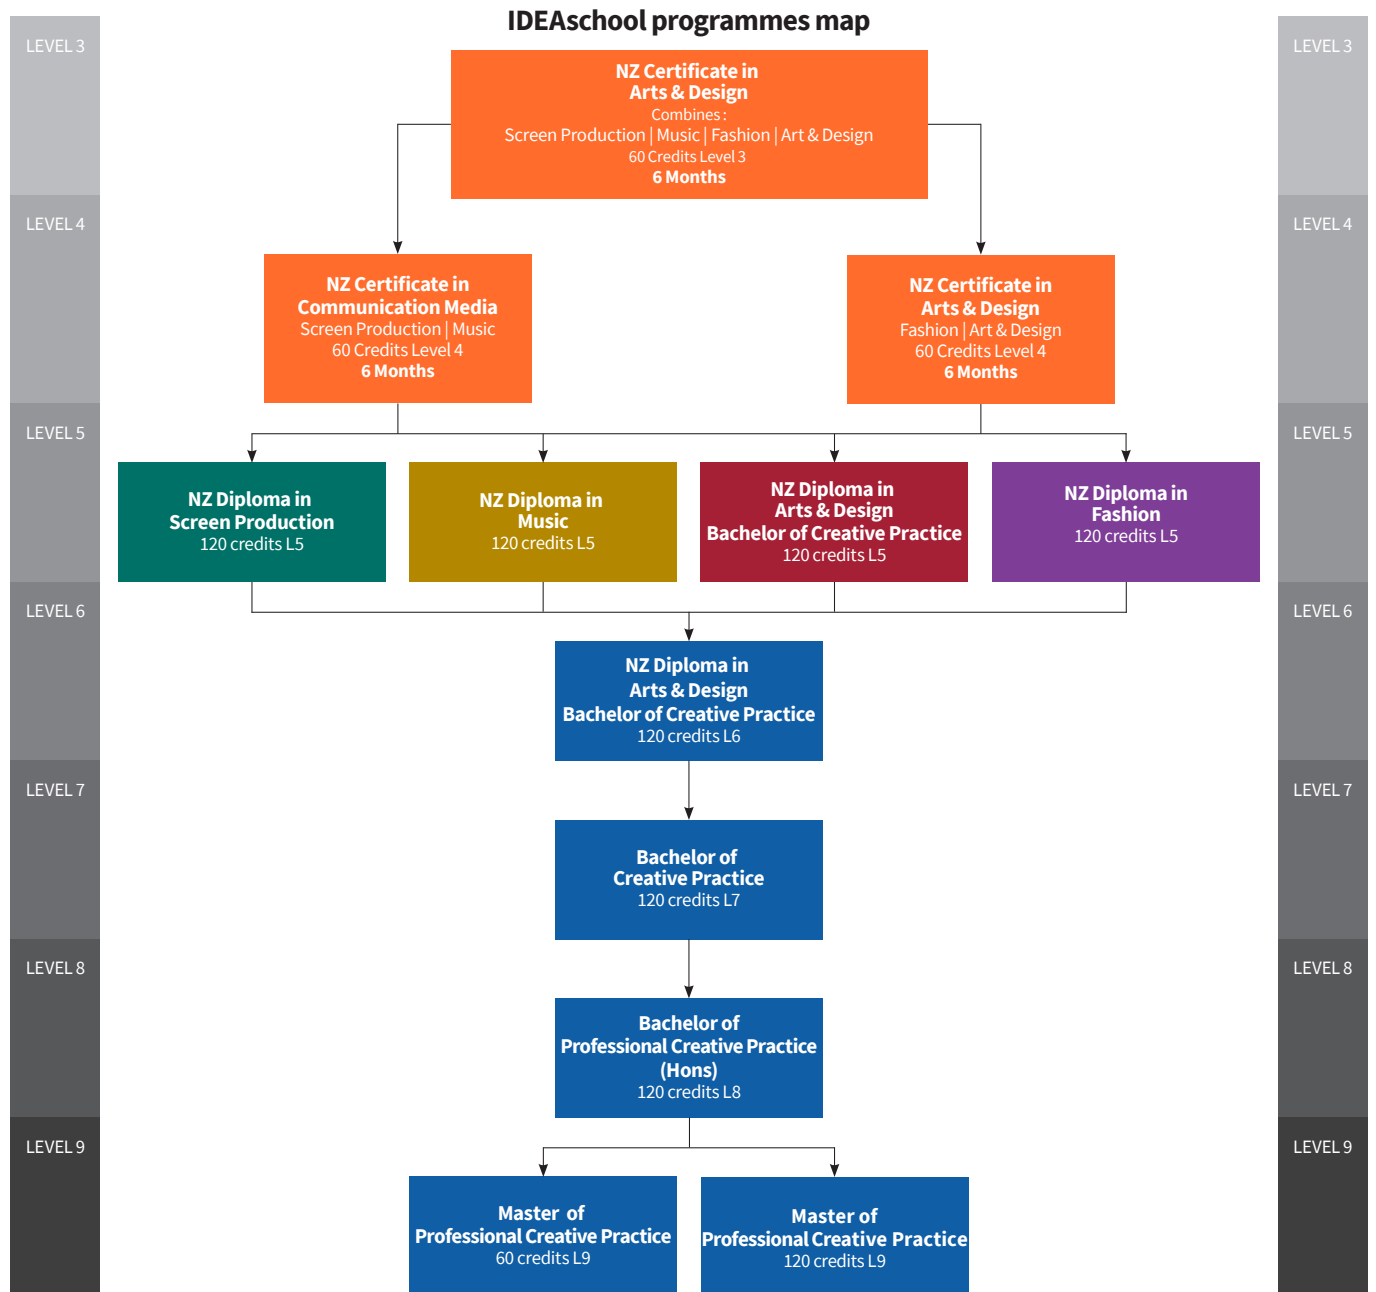 IDEAschool programmes map
LEVEL 3
LEVEL 3
NZ Certificate in
Arts & Design
Combines :
Screen Production | Music | Fashion | Art & Design
60 Credits Level 3
6 Months
LEVEL 4
LEVEL 4
NZ Certificate in
Communication Media
Screen Production | Music
60 Credits Level 4
6 Months
NZ Certificate in
Arts & Design
Fashion | Art & Design
60 Credits Level 4
6 Months
LEVEL 5
LEVEL 5
NZ Diploma in
Screen Production
120 credits L5
NZ Diploma in
Music
120 credits L5
NZ Diploma in
Arts & Design
Bachelor of Creative Practice
120 credits L5
NZ Diploma in
Fashion
120 credits L5
LEVEL 6
LEVEL 6
NZ Diploma in
Arts & Design
Bachelor of Creative Practice
120 credits L6
LEVEL 7
LEVEL 7
Bachelor of
Creative Practice
120 credits L7
LEVEL 8
LEVEL 8
Bachelor of
Professional Creative Practice
(Hons)
120 credits L8
LEVEL 9
LEVEL 9
Master of
Professional Creative Practice
60 credits L9
Master of
Professional Creative Practice
120 credits L9